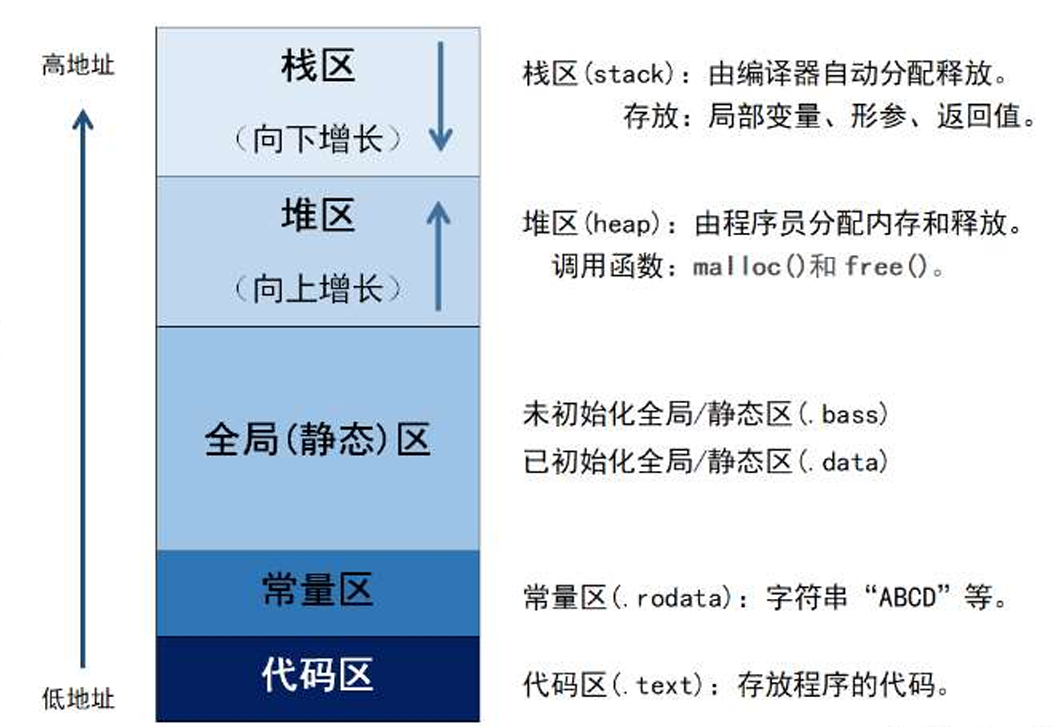 高地址
栈区
（向下增长）
栈区(stack)：由编译器自动分配释放。
存放：局部变量、形参、返回值。
堆区
（向上增长）
堆区(heap)：由程序员分配内存和释放。
调用函数：malloc()和 free()。
全局(静态)区
未初始化全局/静态区(.bass)
已初始化全局/静态区(.data)
常量区
常量区(.rodata)：字符串“ABCD”等。
代码区
代码区(.text)：存放程序的代码。
低地址